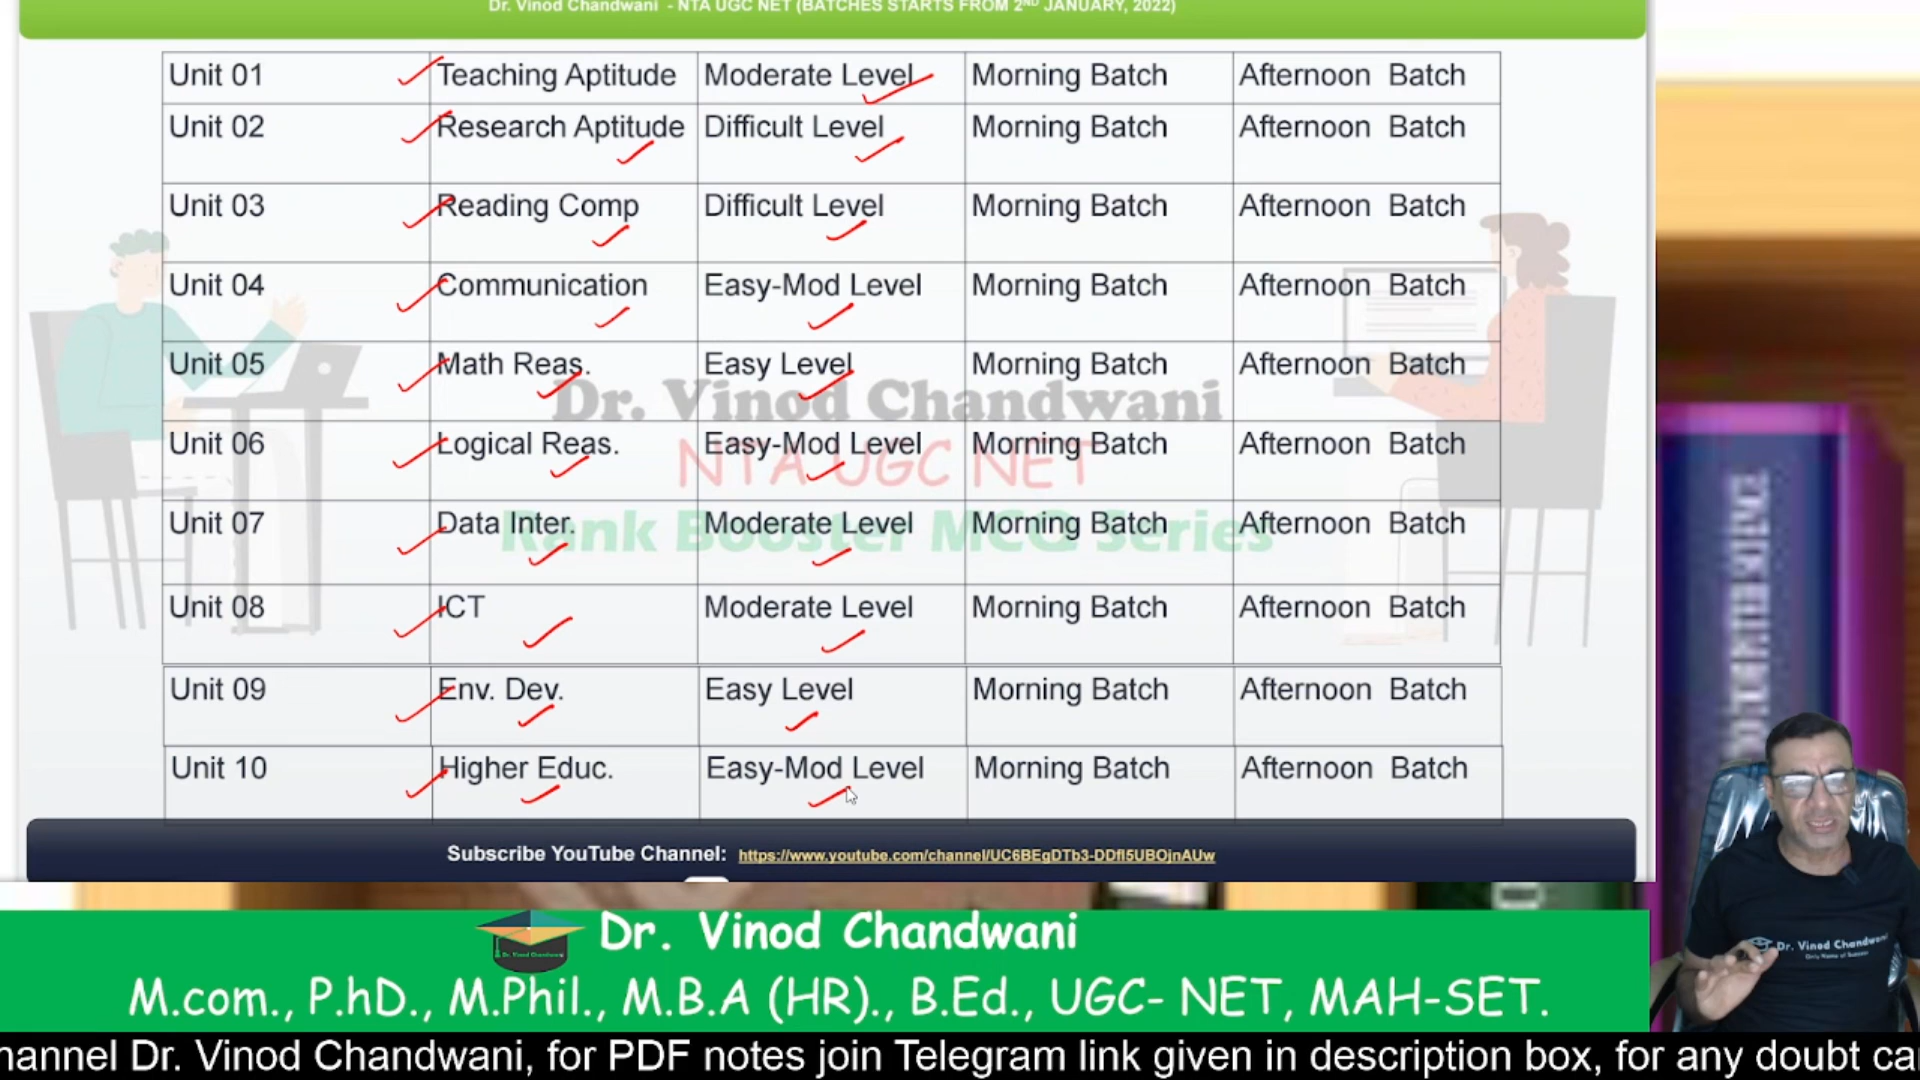 Dr. Vinod Chandwani - NTA UGC NET (BATCHES STARTS FROM 2ND JANUARY, 2022)
Unit 01 Teaching Aptitude Moderate Level Morning Batch Afternoon Batch
Unit 02 Research Aptitude Difficult Level Morning Batch Afternoon Batch
Unit 03 Reading Comp Difficult Level Morning Batch Afternoon Batch
Unit 04 Communication Easy-Mod Level Morning Batch Afternoon Batch
Unit 05 Math Reas. Easy Level Morning Batch Afternoon Batch
Dr. Vinod Chandwani
Unit 06 Logical Reas. Easy-Mod Level Morning Batch Afternoon Batch
NTA UGC NET
Unit 07 Data Inter. Moderate Level Morning Batch Afternoon Batch
Rank Booster MCQ Series
Unit 08 ICT Moderate Level Morning Batch Afternoon Batch
Unit 09 Env. Dev. Easy Level Morning Batch Afternoon Batch
Unit 10 Higher Educ. Easy-Mod Level Morning Batch Afternoon Batch
Subscribe YouTube Channel: https://www.youtube.com/channel/UC6BEgDTb3-DDfI5UBOjnAUw
Dr. Vinod Chandwani
Dr. Vinod Chandwani
Dr. Vinod Chandwani
M.com., P.hD., M.Phil., M.B.A (HR)., B.Ed., UGC- NET, MAH-SET.
hannel Dr. Vinod Chandwani, for PDF notes join Telegram link given in description box, for any doubt ca